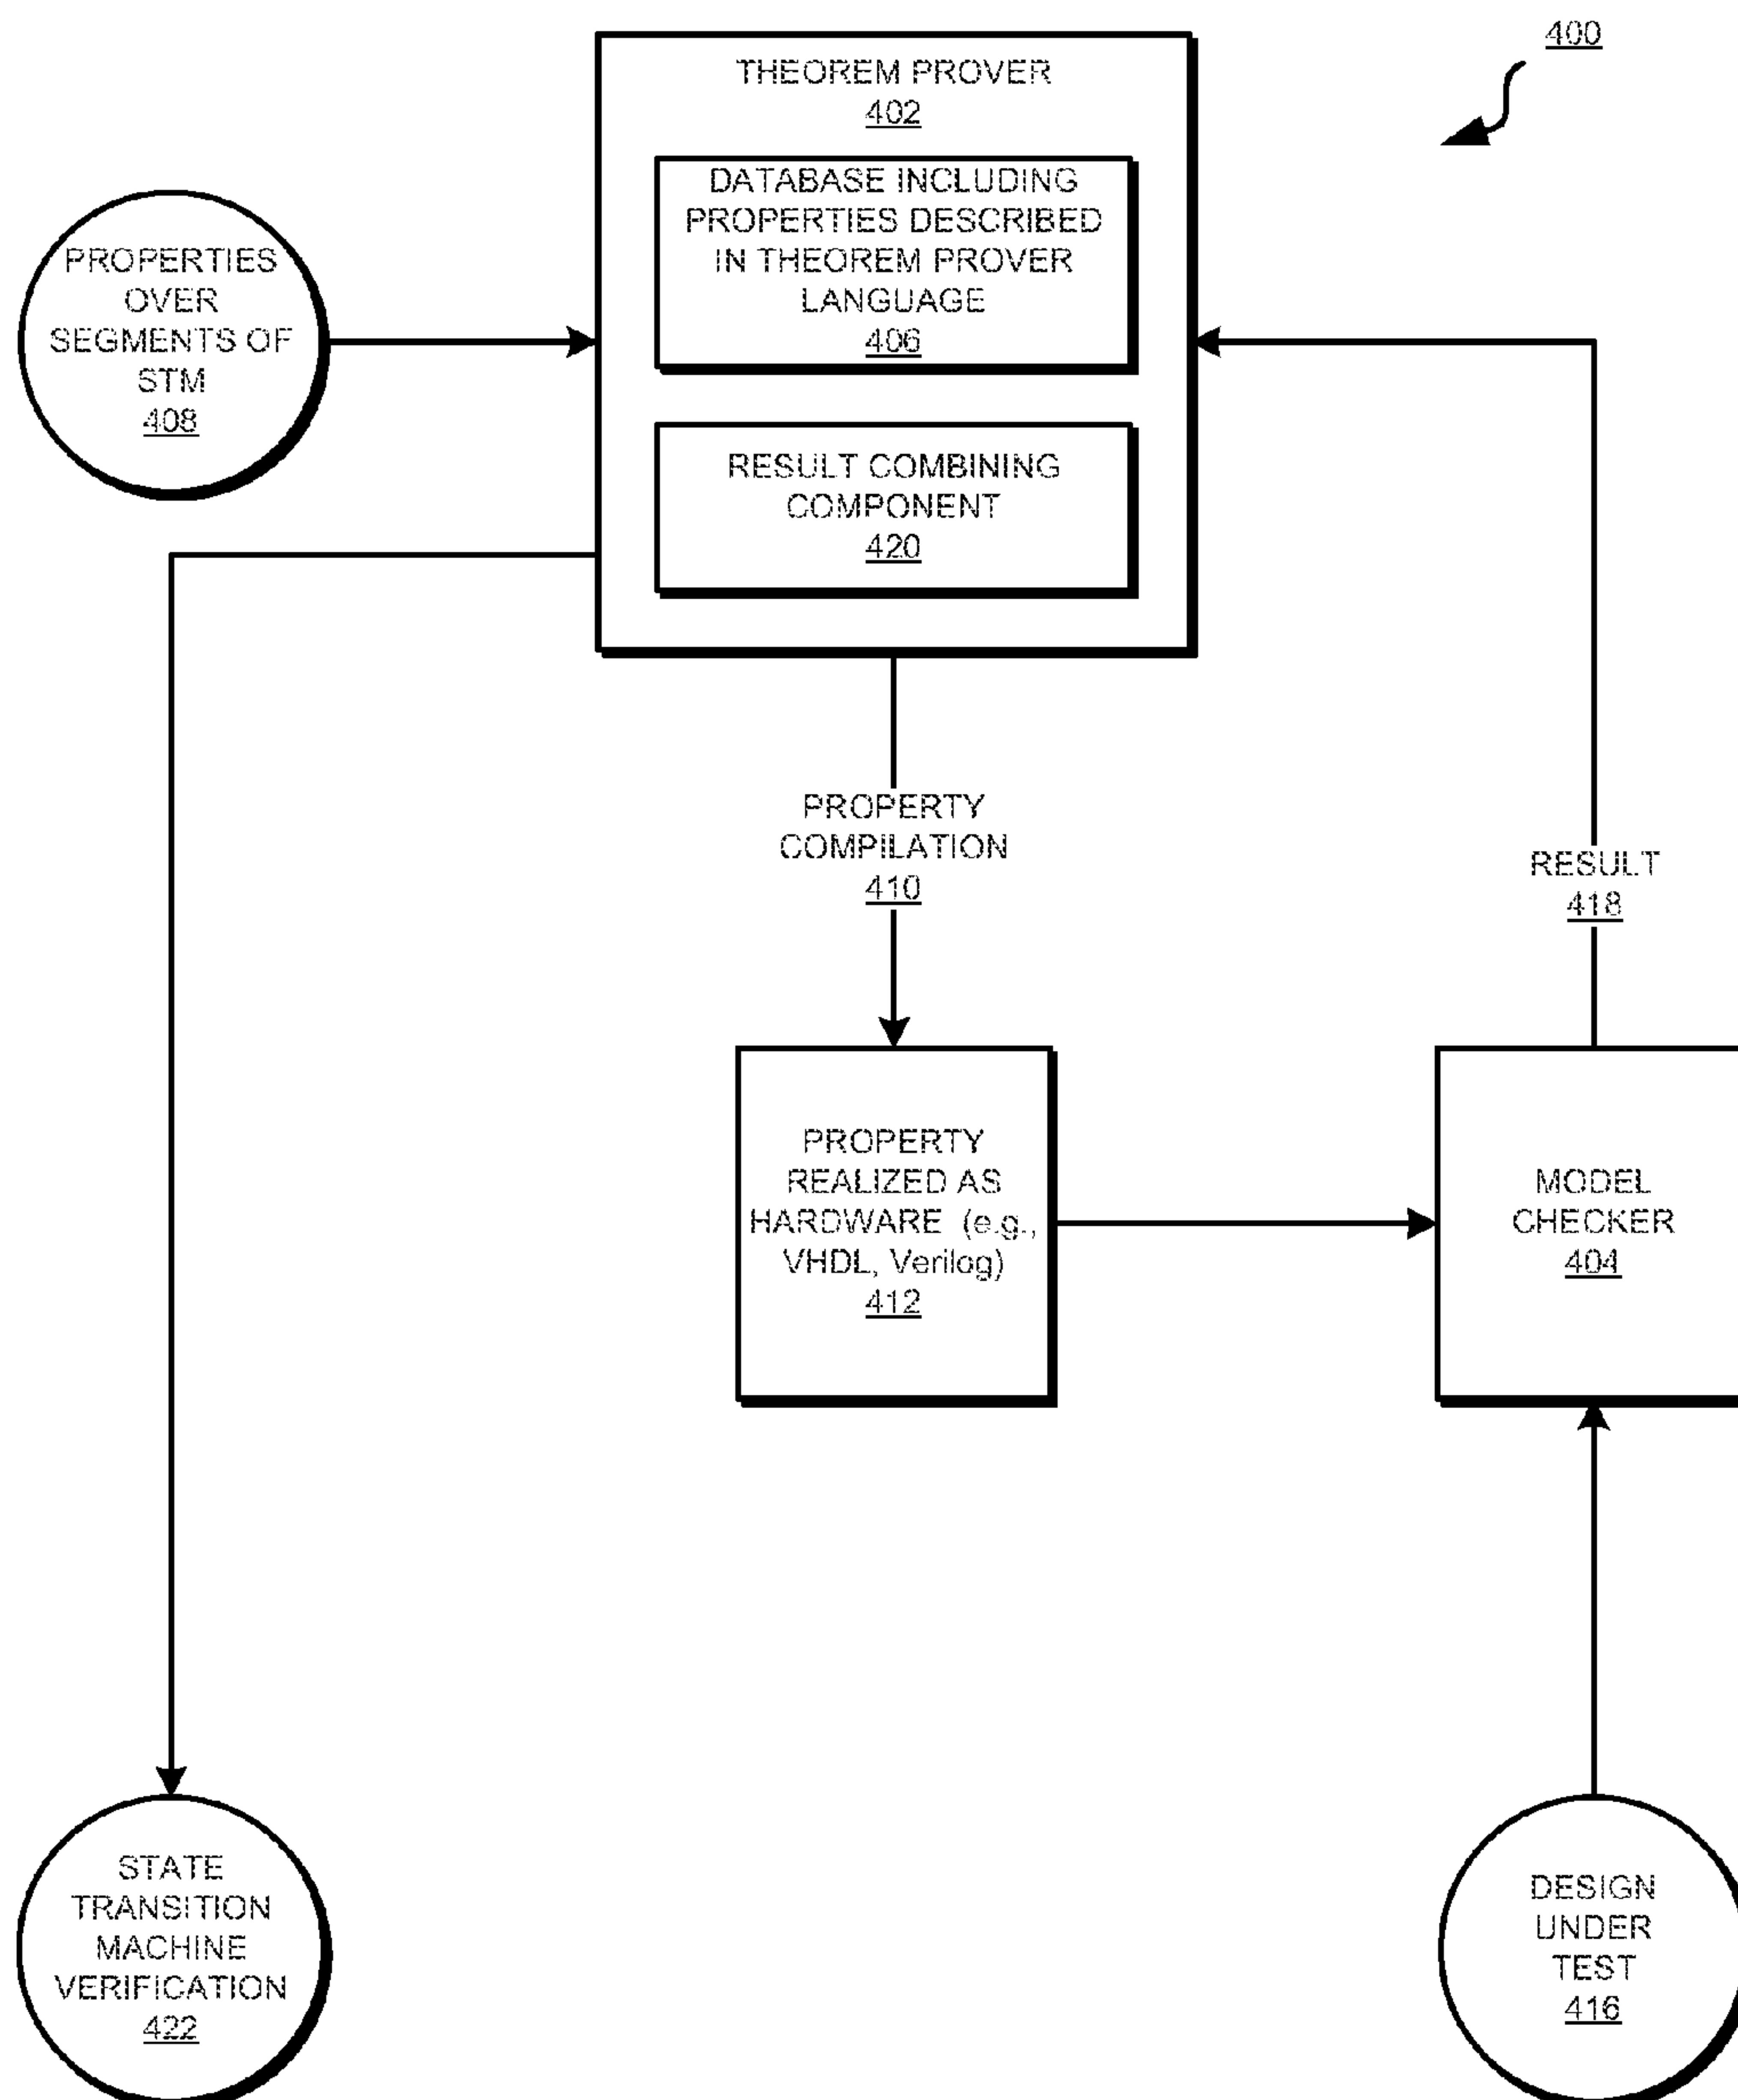 400
THEOREM PROVER
402
DATABASE INCLUDING
PROPERTIES DESCRIBED
IN THEOREM PROVER
LANGUAGE
406
PROPERTIES
OVER
SEGMENTS OF
STM
408
RESULT COMBINING
COMPONENT
420
PROPERTY
COMPILATION
410
RESULT
418
PROPERTY
REALIZED AS
HARDWARE (e.g.,
VHDL, Verilog)
412
MODEL
CHECKER
404
STATE
TRANSITION
MACHINE
VERIFICATION
422
DESIGN
UNDER
TEST
416